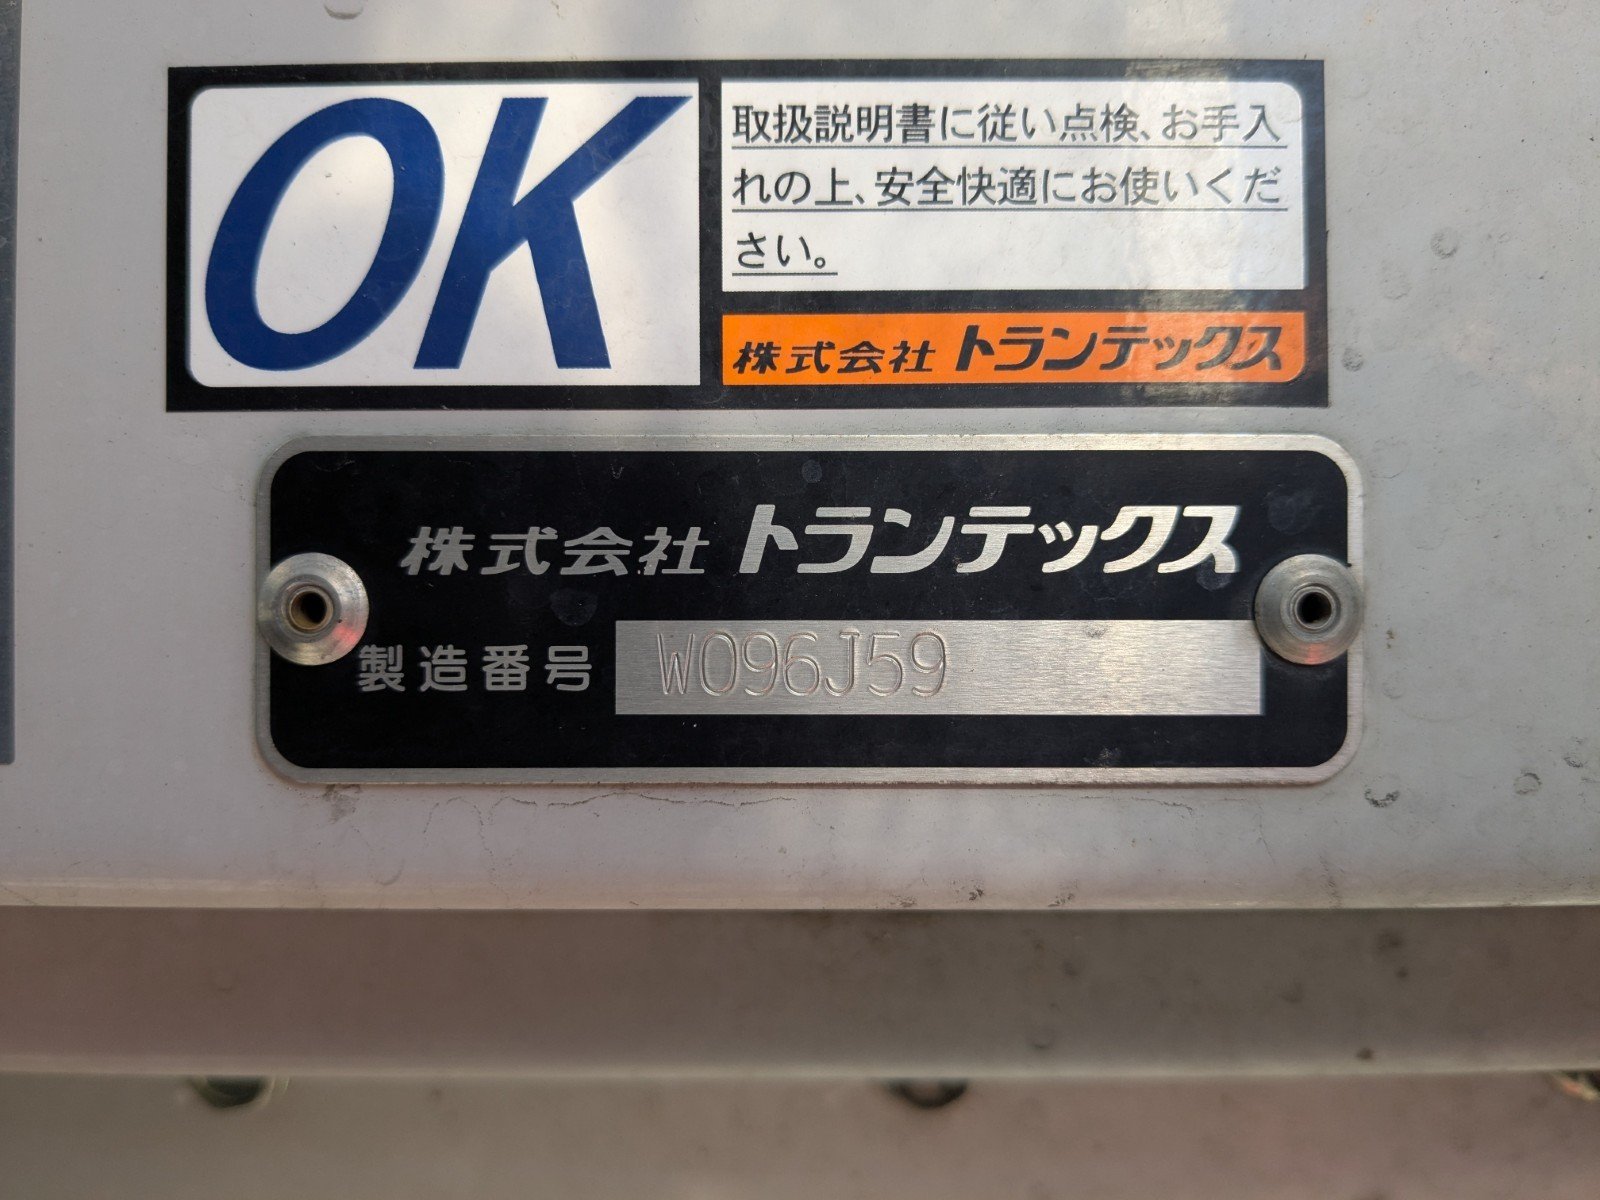 OK
取扱説明書に従い点検、お手入
れの上、安全快適にお使いくだ
さい。
株式会社 トランテックス
株式会社 トランテックス
製造番号 W096J59